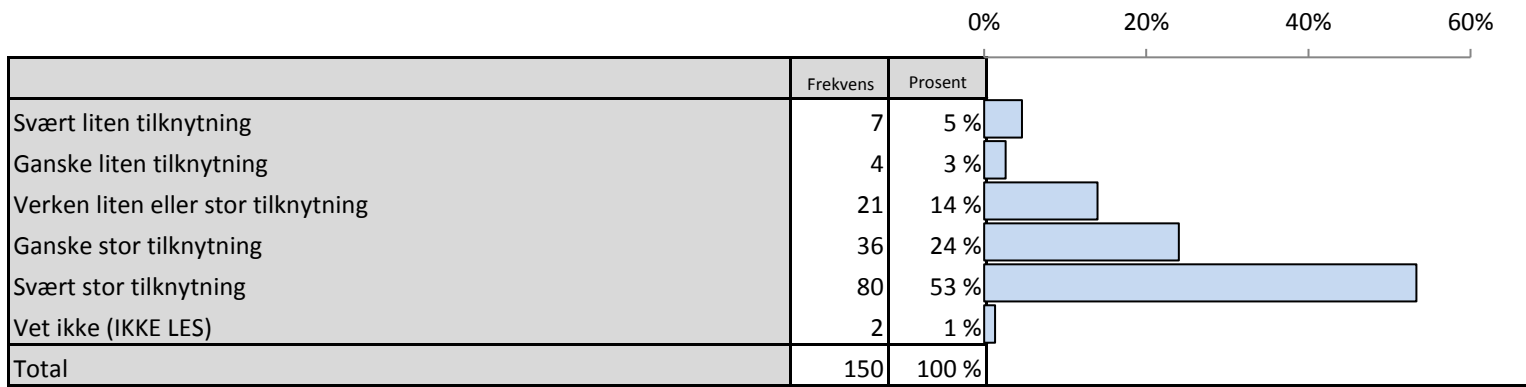 0% 20% 40% 60%
Frekvens Prosent
Svært liten tilknytning 7 5 %
Ganske liten tilknytning 4 3 %
Verken liten eller stor tilknytning 21 14 %
Ganske stor tilknytning 36 24 %
Svært stor tilknytning 80 53 %
Vet ikke (IKKE LES) 2 1 %
Total 150 100 %